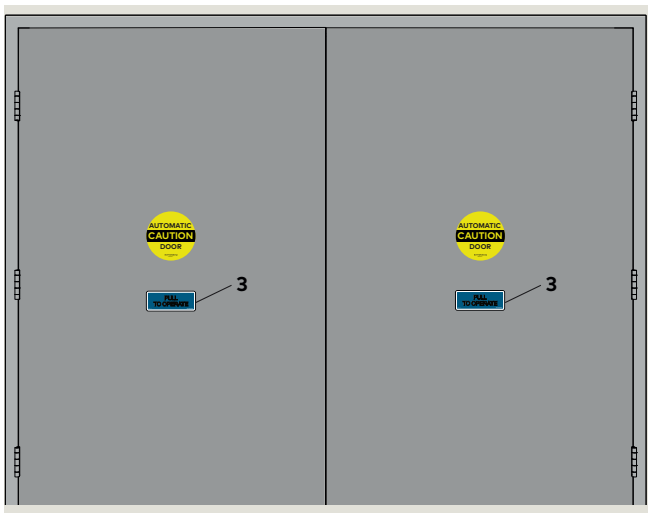 AUTOMATIC
CAUTION
DOOR
PULL
TO OPERATE
3
AUTOMATIC
CAUTION
DOOR
PULL
TO OPERATE
3